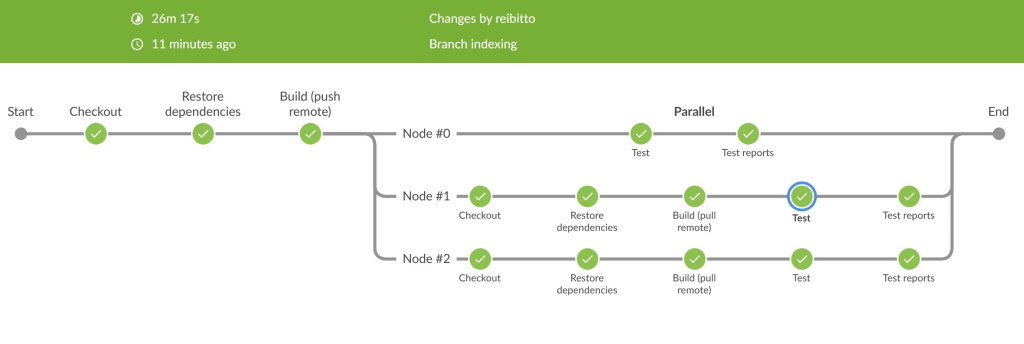 26m 17s
Changes by reibitto
11 minutes ago
Branch indexing
Start
Checkout
Restore
dependencies
Build (push
remote)
Parallel
End
Node #0
Test
Test reports
Node #1
Checkout
Restore
dependencies
Build (pull
remote)
Test
Test reports
Node #2
Checkout
Restore
dependencies
Build (pull
remote)
Test
Test reports